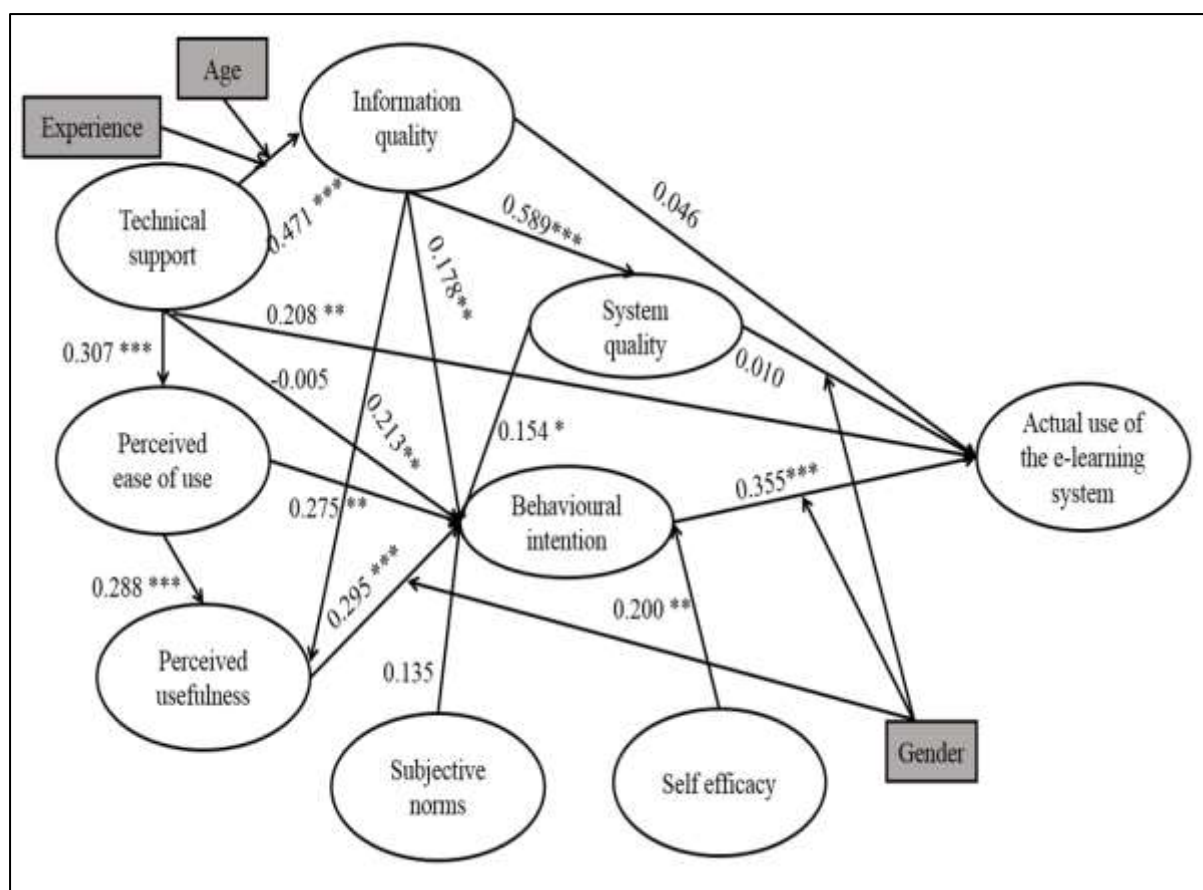 Age
Experience
Information
quality
Technical
support
0.471 ***
0.589***
0.046
0.178**
0.208 **
System
quality
0.307 ***
-0.005
0.010
0.213**
0.154 *
Perceived
ease of use
Actual use of
the e-learning
system
0.275 **
Behavioural
intention
0.355***
0.288 ***
0.295 ***
0.200 **
Perceived
usefulness
0.135
Subjective
norms
Self efficacy
Gender